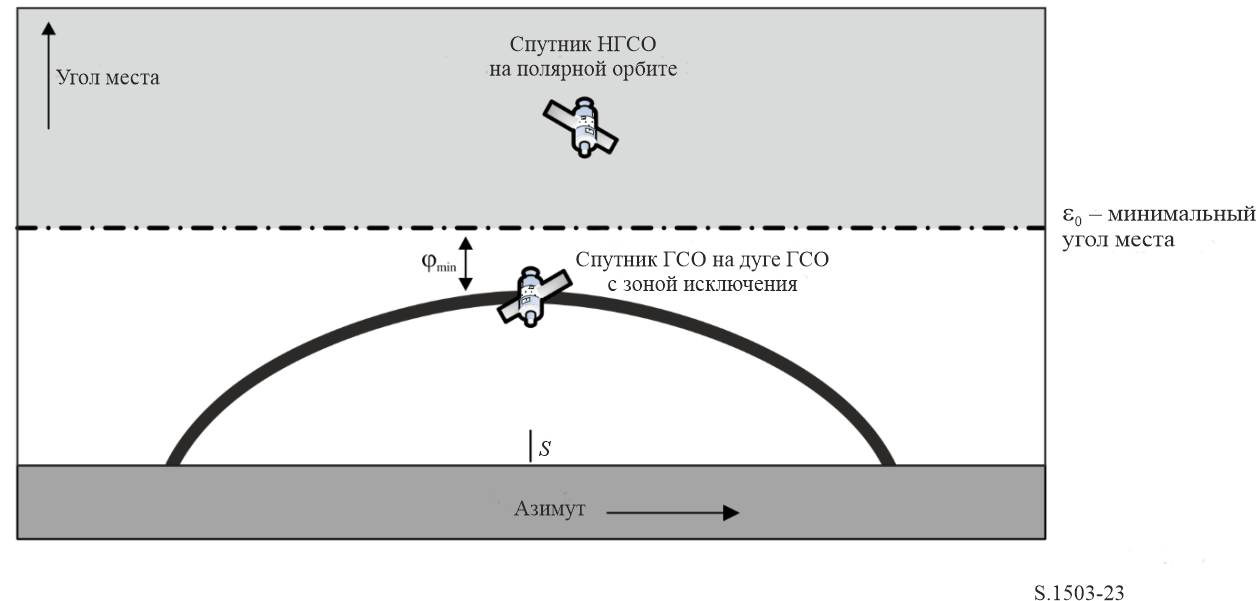 Спутник НГСО
на полярной орбите
Угол места
ε0 – минимальный
угол места
φmin
Спутник ГСО на дуге ГСО
с зоной исключения
S
Азимут
S.1503-23